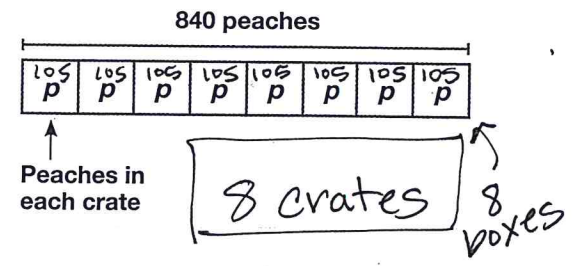 840 peaches
105 105 105 105 105 105 105 105
p p p p p p p p
Peaches in
each crate
8 crates
8
boxes